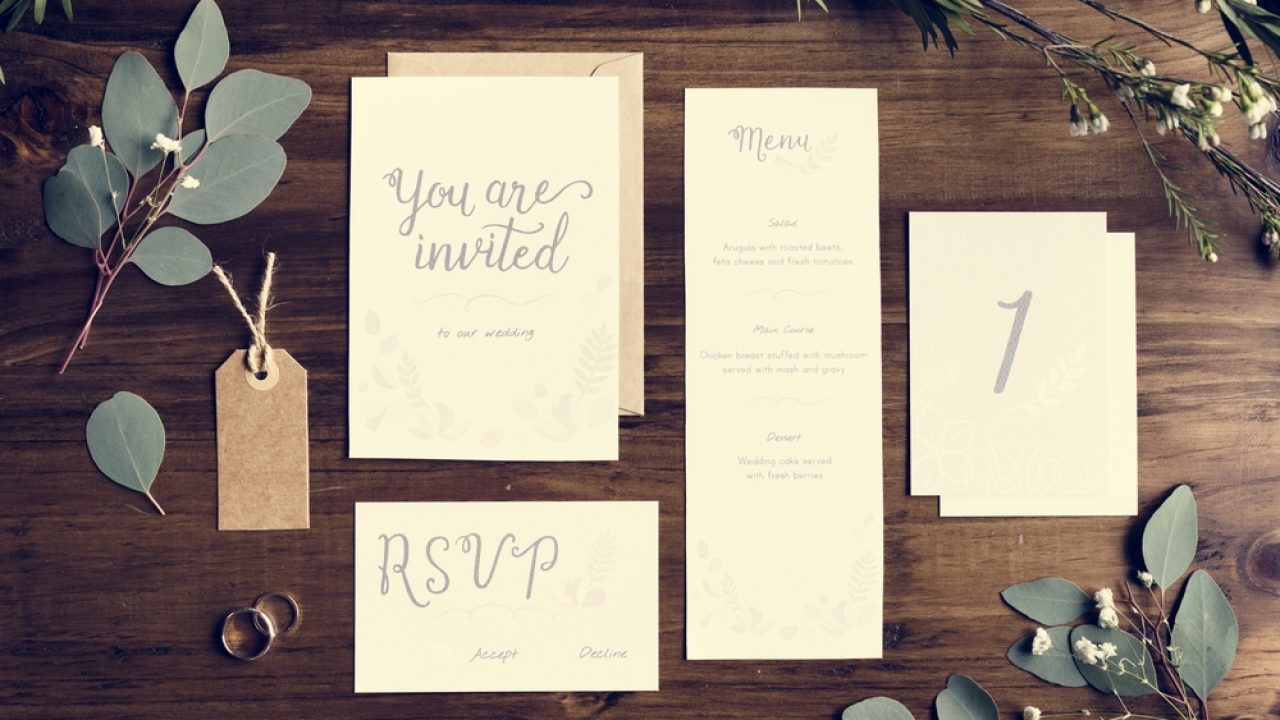 You are
invited
to our wedding
RSVP
Accept Decline
Menu
Salad
Arugula with roasted beets,
feta cheese and fresh tomatoes
Main Course
Chicken breast stuffed with mushroom
served with mash and gravy
Dessert
Wedding cake served
with fresh berries
1